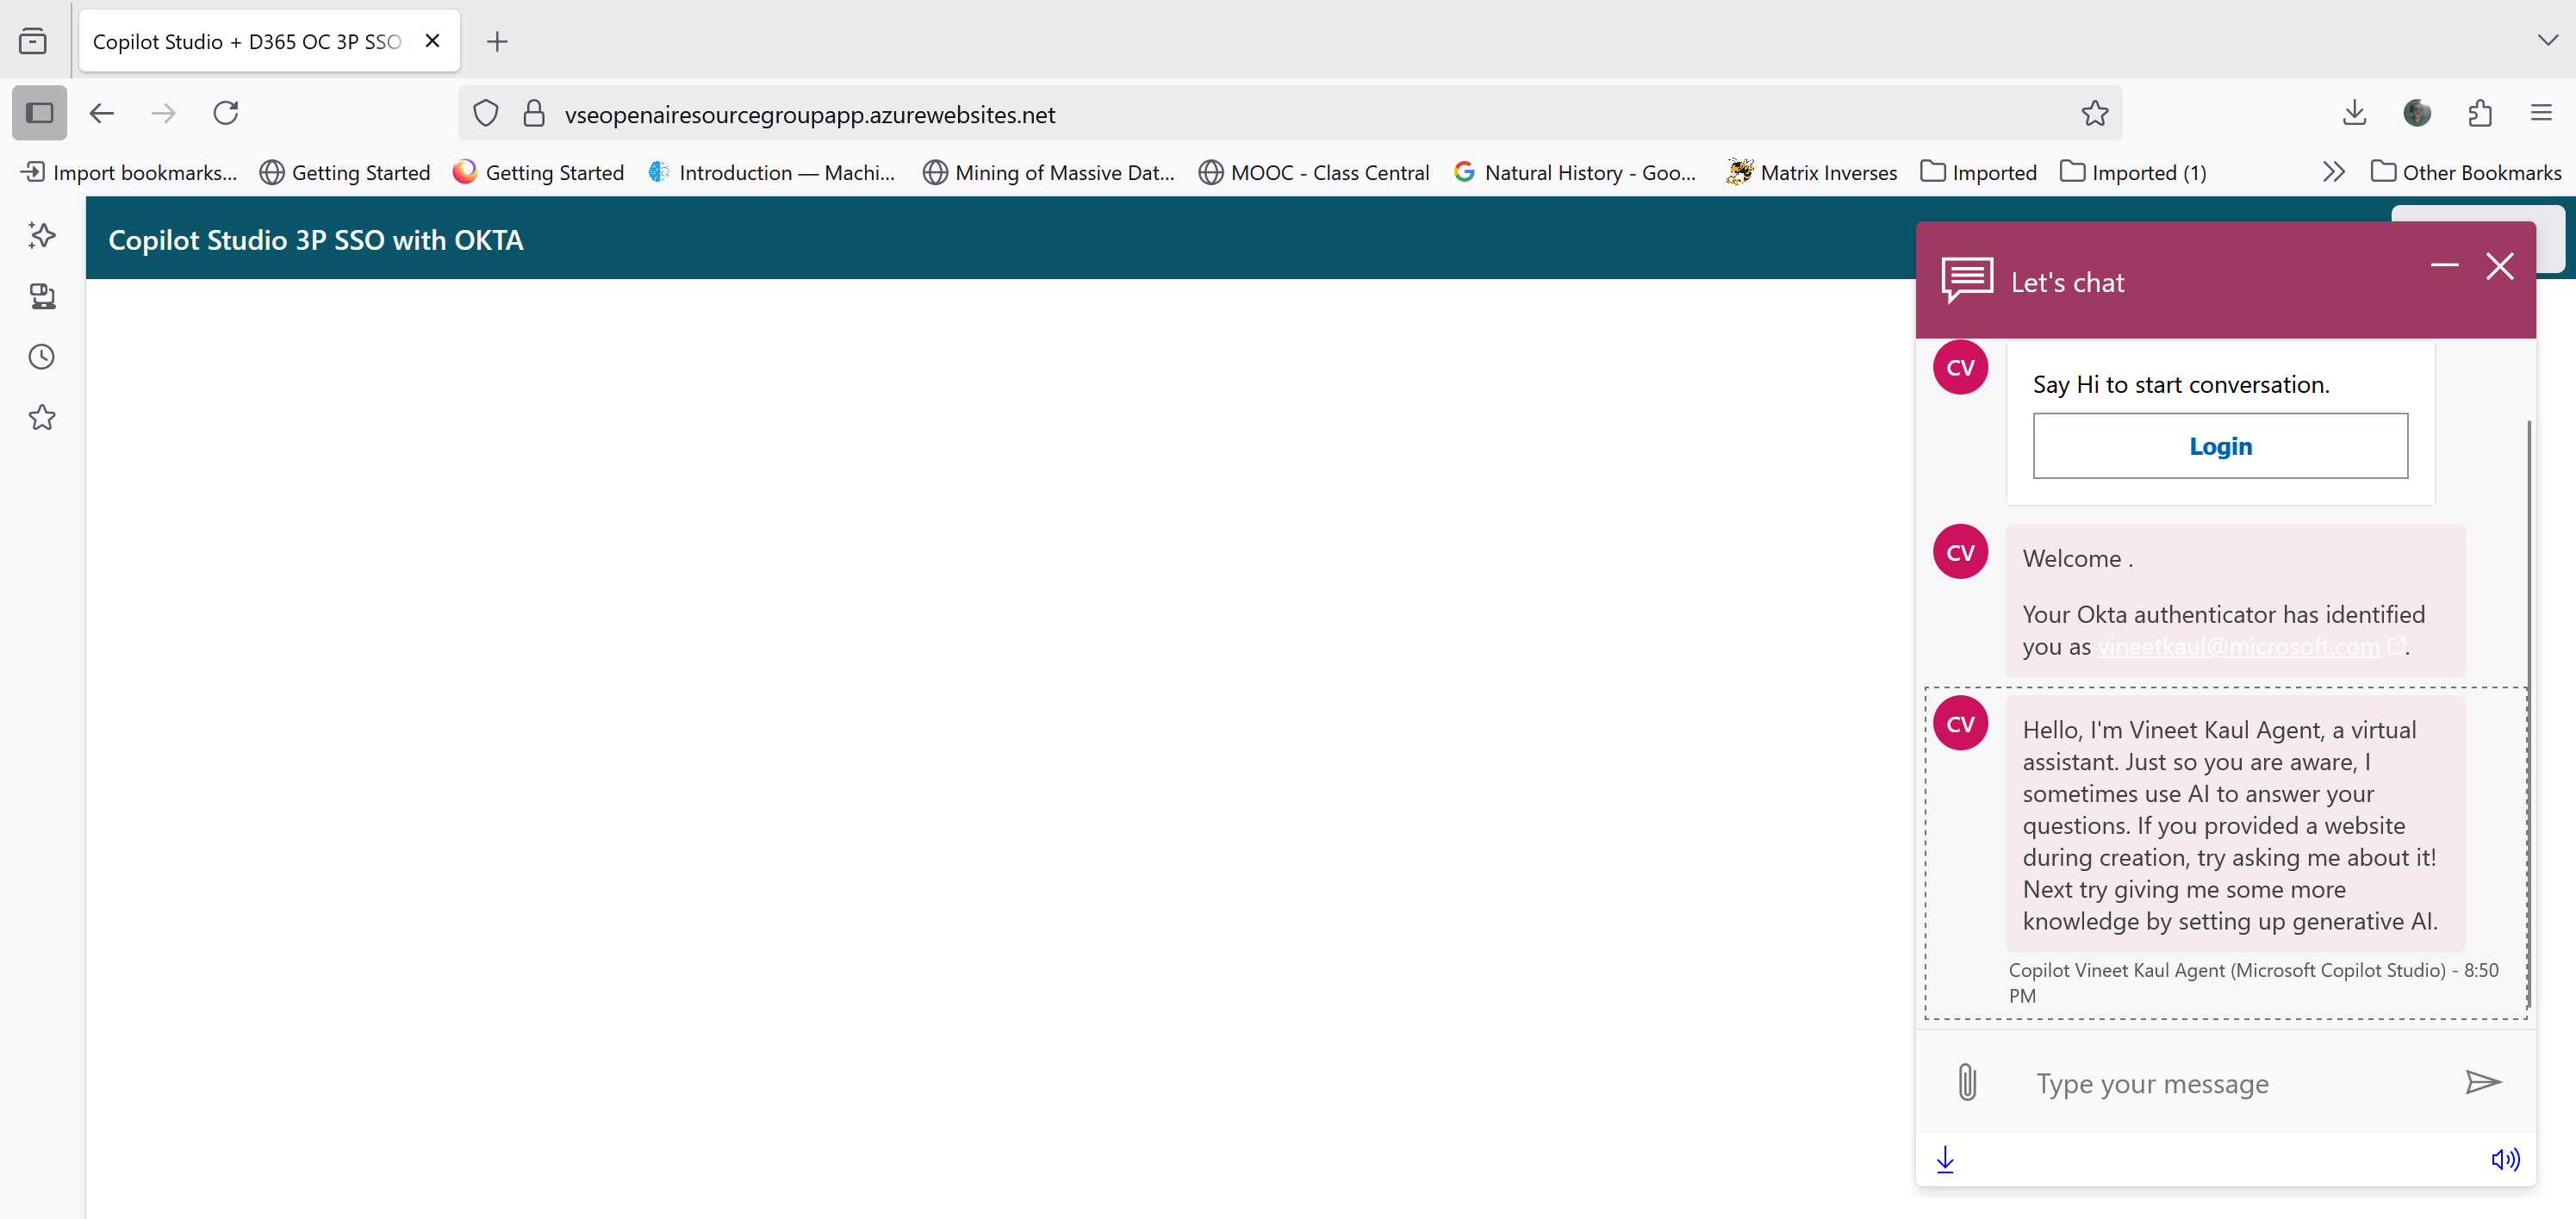 Copilot Studio + D365 OC 3P SSO
vseopenairesourcegroupapp.azurewebsites.net
Import bookmarks... Getting Started Getting Started Introduction — Machi... Mining of Massive Dat... MOOC - Class Central Natural History - Goo... Matrix Inverses Imported Imported (1) Other Bookmarks
Copilot Studio 3P SSO with OKTA
Let's chat
CV
Say Hi to start conversation.
Login
CV
Welcome .
Your Okta authenticator has identified
you as vineetkaul@microsoft.com.
CV
Hello, I'm Vineet Kaul Agent, a virtual
assistant. Just so you are aware, I
sometimes use AI to answer your
questions. If you provided a website
during creation, try asking me about it!
Next try giving me some more
knowledge by setting up generative AI.
Copilot Vineet Kaul Agent (Microsoft Copilot Studio) - 8:50
PM
Type your message